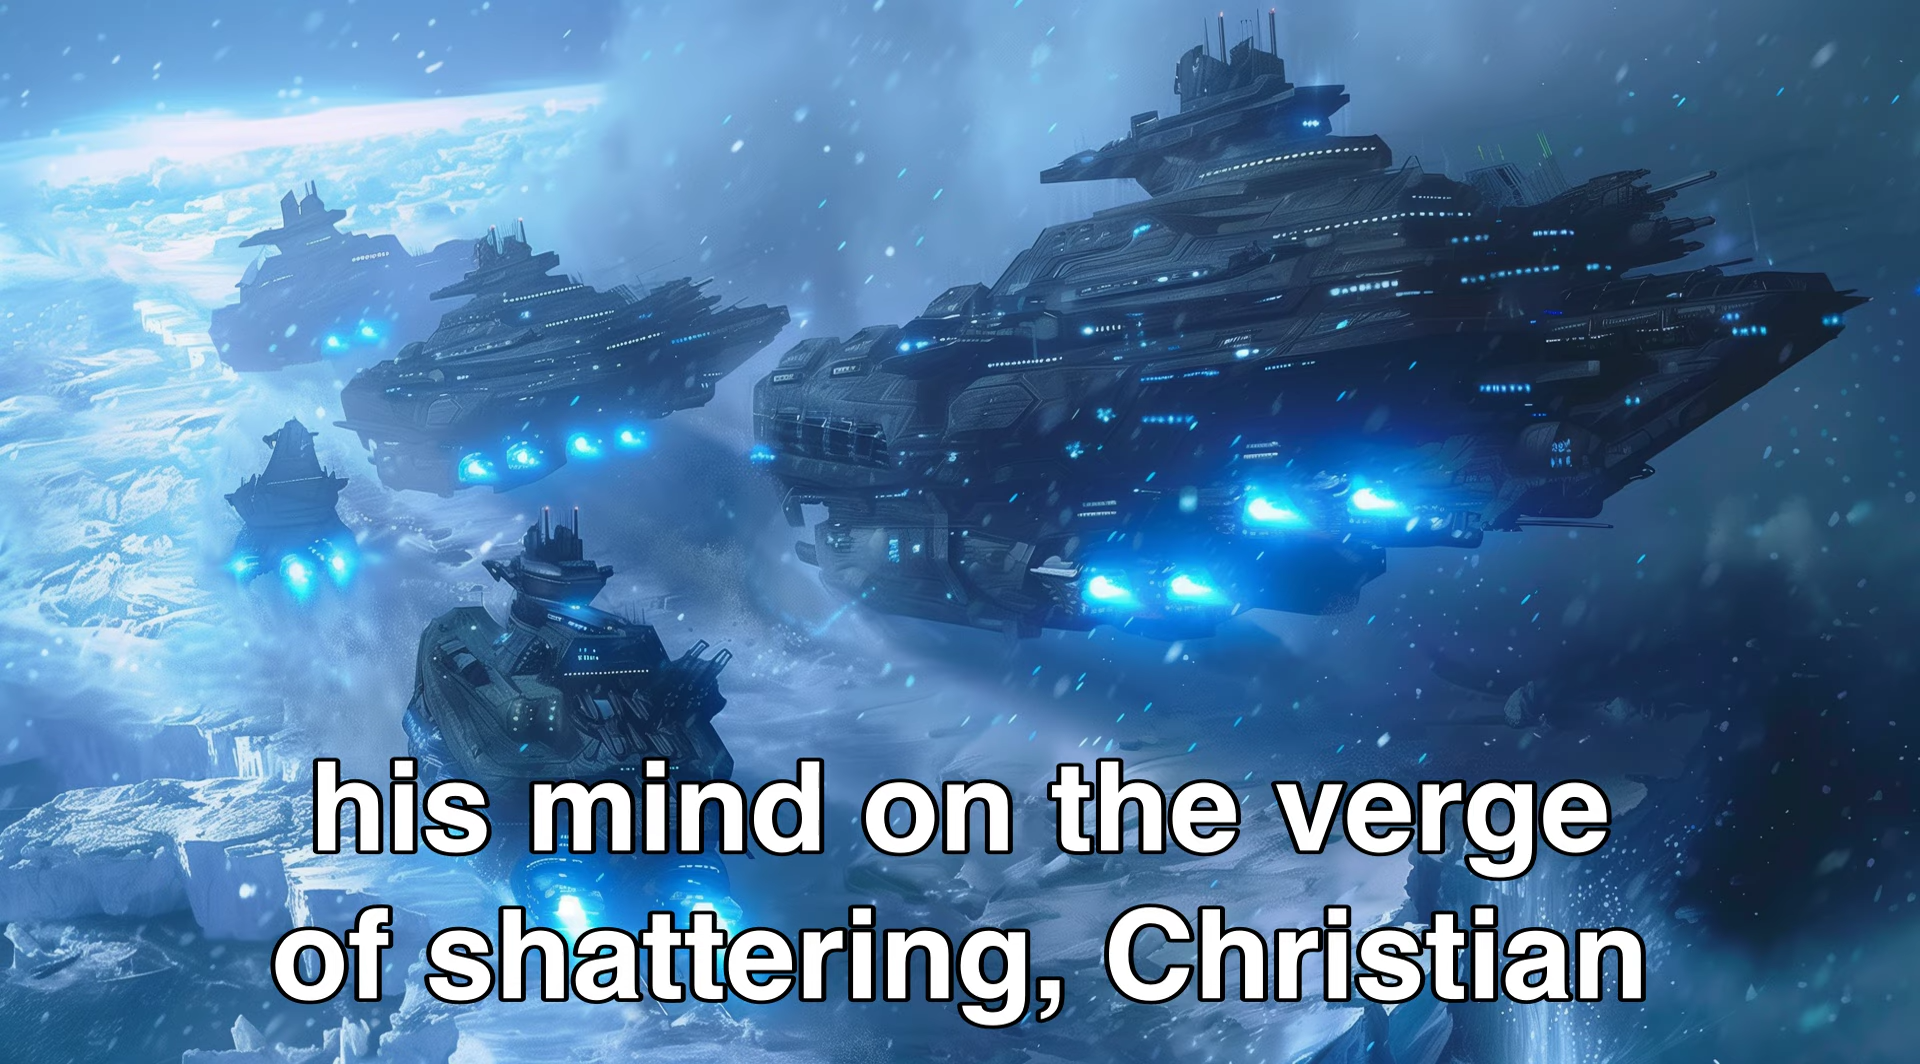 his mind on the verge
of shattering, Christian